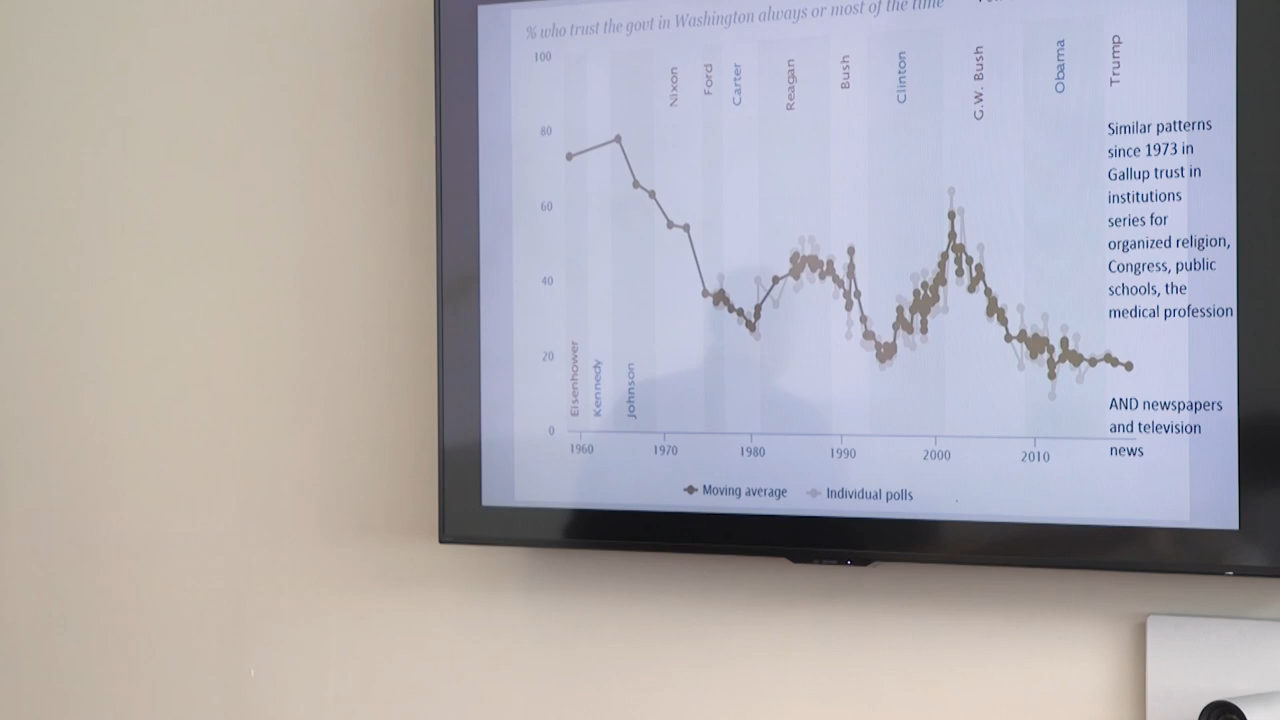 % who trust the govt in Washington always or most of the time
100
80
60
40
20
0
Eisenhower
Kennedy
Johnson
Nixon
Ford
Carter
Reagan
Bush
Clinton
G.W. Bush
Obama
Trump
1960
1970
1980
1990
2000
2010
Moving average
Individual polls
Similar patterns
since 1973 in
Gallup trust in
institutions
series for
organized religion,
Congress, public
schools, the
medical profession
AND newspapers
and television
news